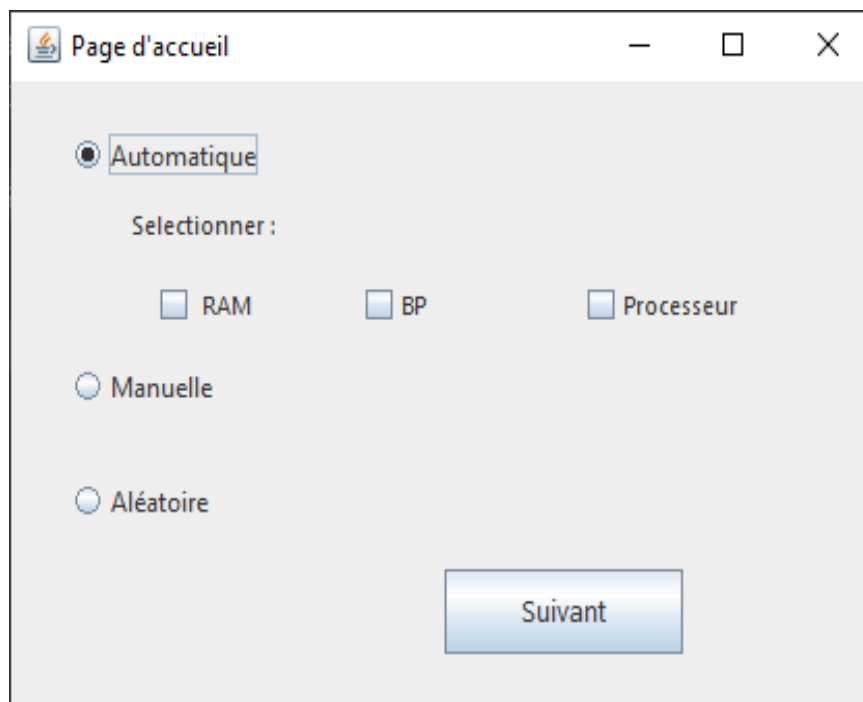 Page d'accueil
Automatique
Selectionner :
RAM BP Processeur
Manuelle
Aléatoire
Suivant